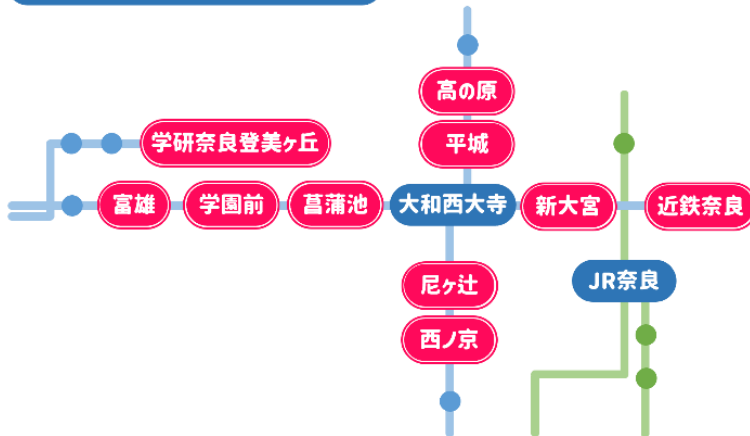 高の原
学研奈良登美ヶ丘
平城
富雄
学園前
菖蒲池
大和西大寺
新大宮
近鉄奈良
尼ヶ辻
JR奈良
西ノ京